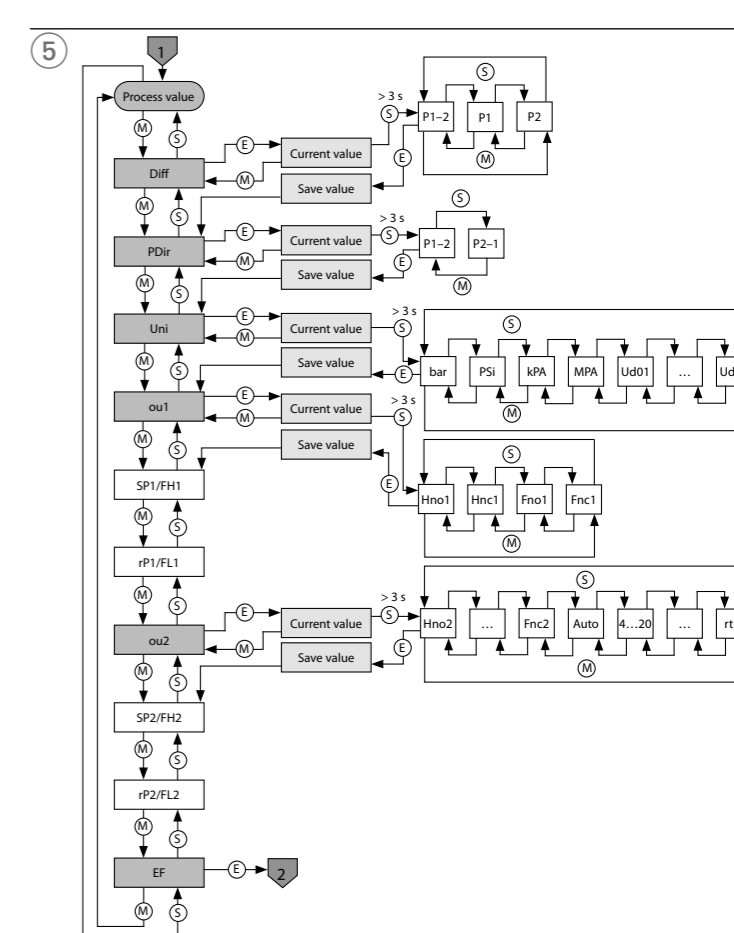 5
1
Process value
M S
> 3 s
S
P1–2 P1 P2
M
E
Diff
E
Current value
S
M
Save value
E
M S
S
> 3 s
PDir
E
Current value
S
P1–2 P2–1
M
Save value
E
M
M S
> 3 s
Uni
E
Current value
S
S
M
Save value
E
bar PSi kPA MPA Ud01 … Ud
M
M S
> 3 s
ou1
E
Current value
S
M
Save value
M S
S
SP1/FH1
E
Hno1 Hnc1 Fno1 Fnc1
M
M S
rP1/FL1
M S
> 3 s
S
ou2
E
Current value
S
Hno2 … Fnc2 Auto 4…20 … rt
M
Save value
E
M
M S
SP2/FH2
M S
rP2/FL2
M S
EF
E
2
M S